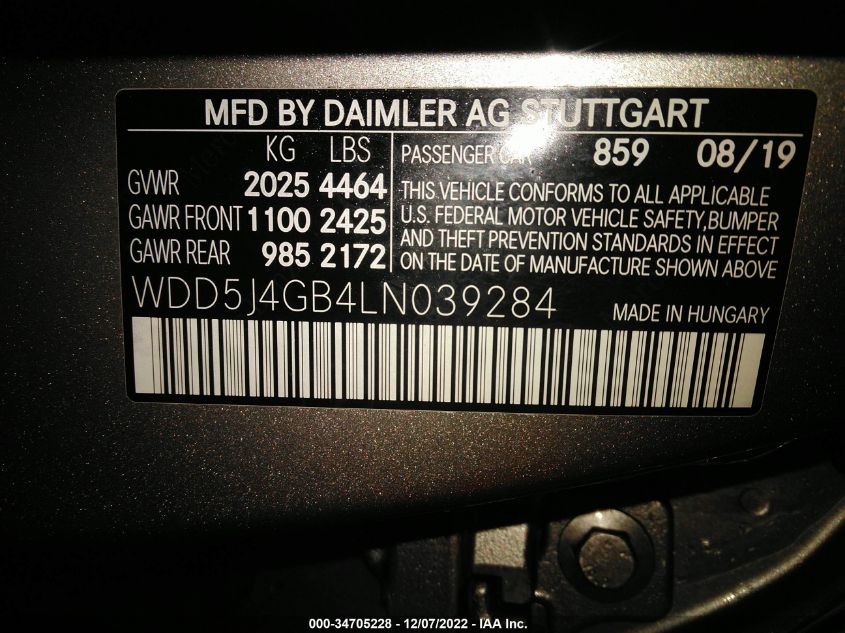 MFD BY DAIMLER AG STUTTGART
KG LBS
GVWR 2025 4464
GAWR FRONT 1100 2425
GAWR REAR 985 2172
PASSENGER CAR 859 08/19
THIS VEHICLE CONFORMS TO ALL APPLICABLE
U.S. FEDERAL MOTOR VEHICLE SAFETY, BUMPER
AND THEFT PREVENTION STANDARDS IN EFFECT
ON THE DATE OF MANUFACTURE SHOWN ABOVE
WDD5J4GB4LN039284
MADE IN HUNGARY
000-34705228 - 12/07/2022 - IAA Inc.